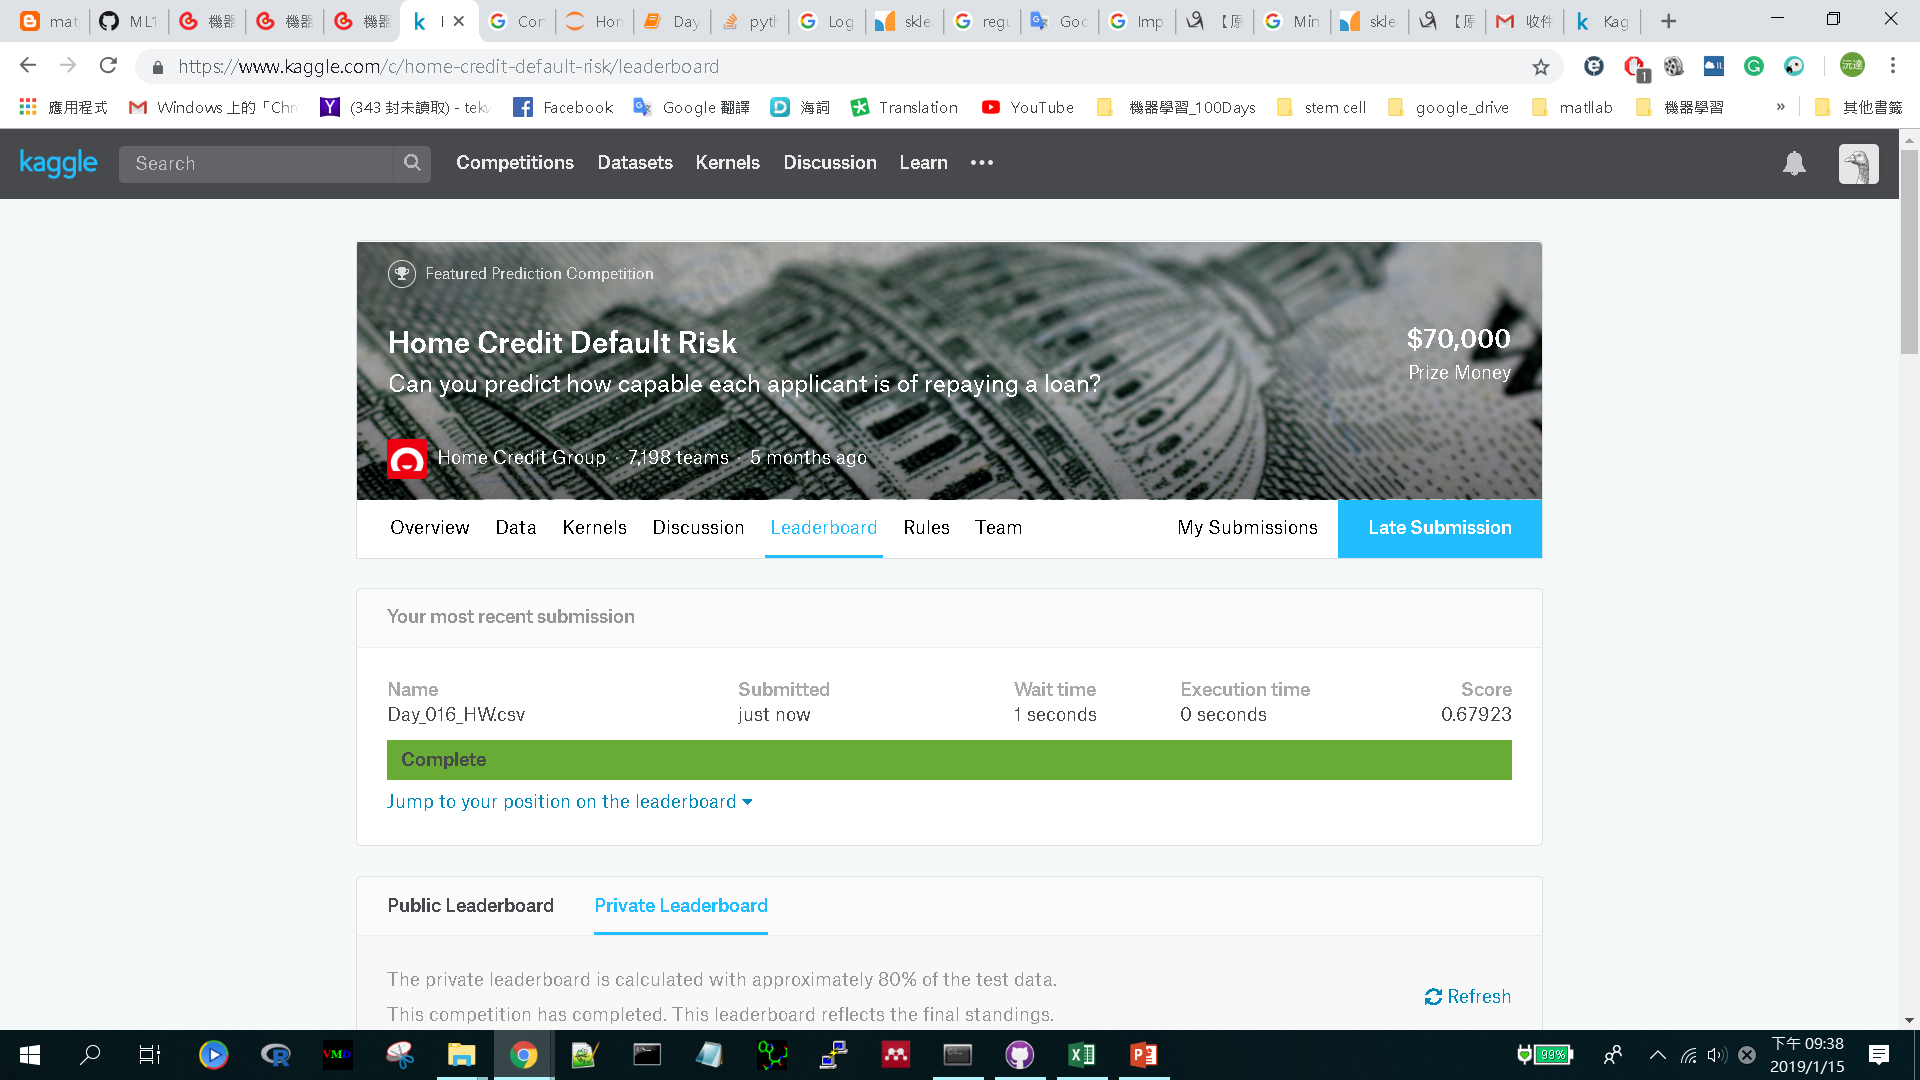 mat
ML1
機器
機器
機器
Con
Hon
Day
pyth
Log
skle
regu
Goo
Imp
【原
Min
skle
【原
收件
Kag
https://www.kaggle.com/c/home-credit-default-risk/leaderboard
1
沅達
應用程式
Windows 上的「Chr
(343 封未讀取) - teky
Facebook
Google 翻譯
海詞
Translation
YouTube
機器學習_100Days
stem cell
google_drive
matllab
機器學習
»
其他書籤
kaggle
Search
Competitions
Datasets
Kernels
Discussion
Learn
Featured Prediction Competition
Home Credit Default Risk
$70,000
Can you predict how capable each applicant is of repaying a loan?
Prize Money
Home Credit Group · 7,198 teams · 5 months ago
Overview
Data
Kernels
Discussion
Leaderboard
Rules
Team
My Submissions
Late Submission
Your most recent submission
Name
Submitted
Wait time
Execution time
Score
Day_016_HW.csv
just now
1 seconds
0 seconds
0.67923
Complete
Jump to your position on the leaderboard
Public Leaderboard
Private Leaderboard
The private leaderboard is calculated with approximately 80% of the test data.
Refresh
This competition has completed. This leaderboard reflects the final standings.
VMD
99%
下午 09:38
2019/1/15